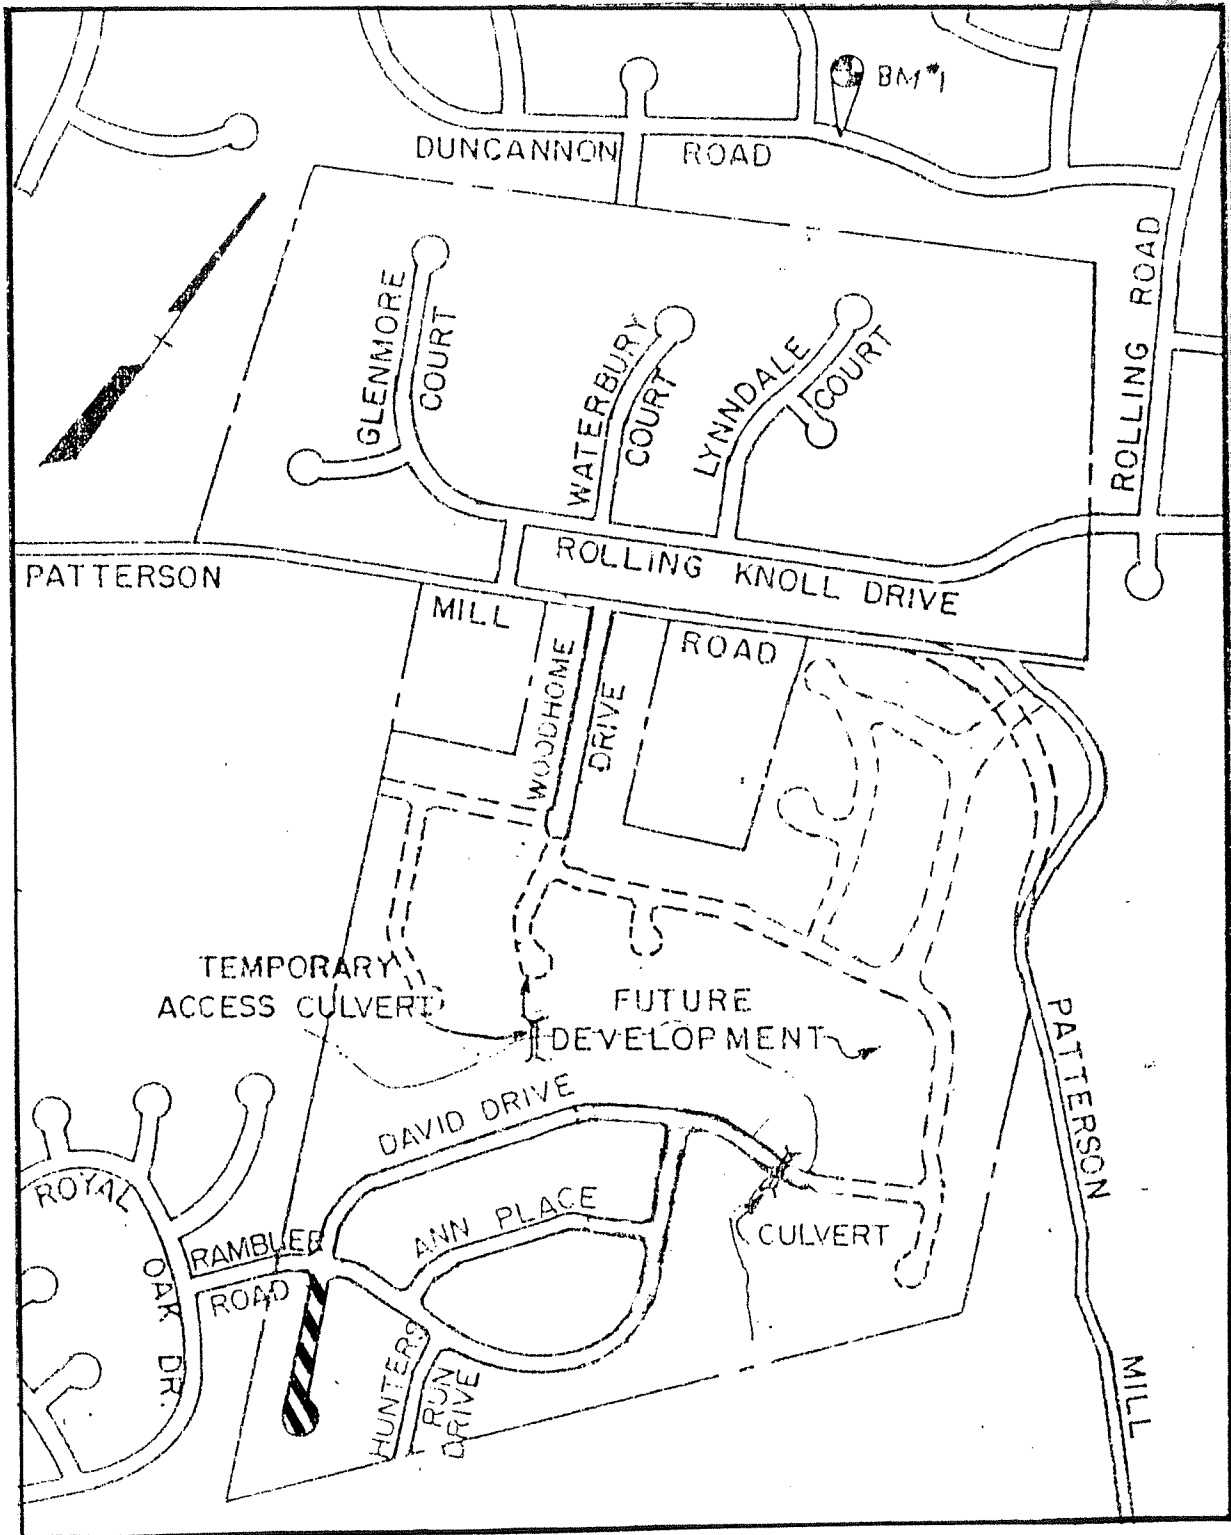 BM #1
DUNCANNON ROAD
ROLLING ROAD
GLENMORE
COURT
WATERBURY
COURT
LYNNDALE
COURT
ROLLING KNOLL DRIVE
PATTERSON
MILL
ROAD
WOODHOME
DRIVE
TEMPORARY
ACCESS CULVERT
FUTURE
DEVELOPMENT
PATTERSON
MILL
DAVID DRIVE
ANN PLACE
CULVERT
ROYAL
OAK DR.
RAMBLER
ROAD
HUNTERS
RUN
DRIVE